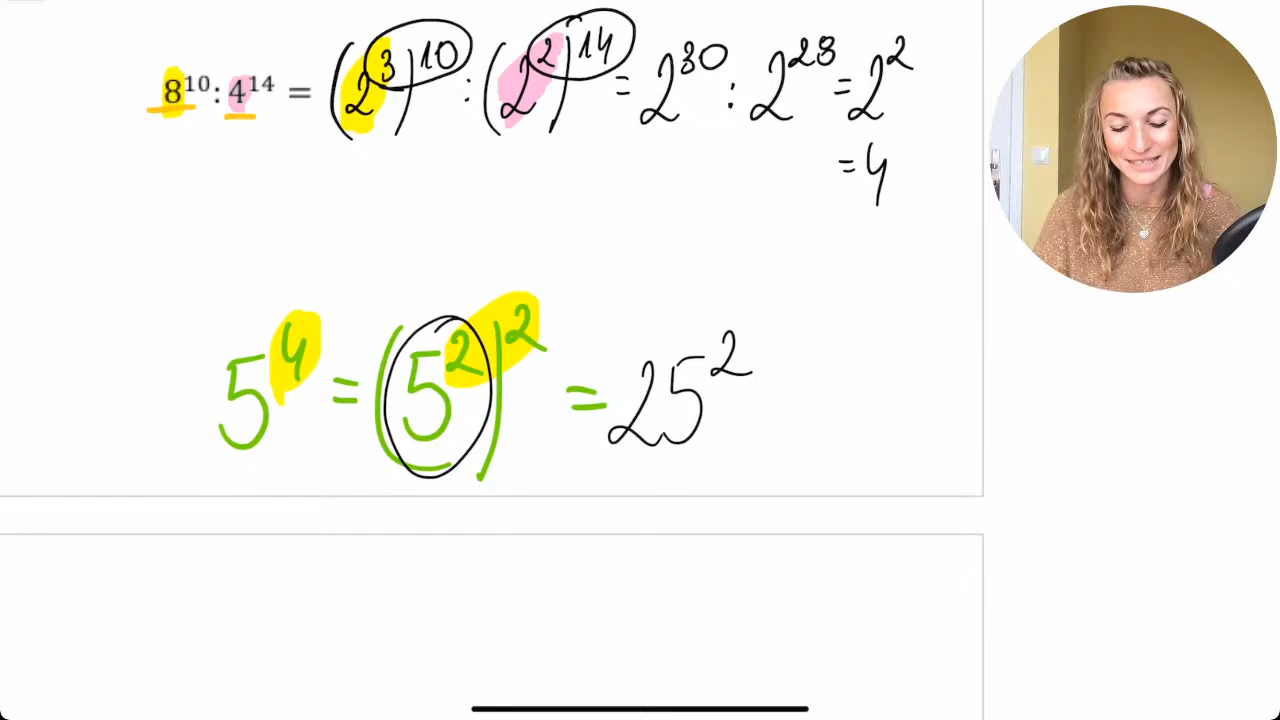 8¹⁰ : 4¹⁴ = (2³)¹⁰ : (2²)¹⁴ = 2³⁰ : 2²⁸ = 2²
= 4
5⁴ = (5²)² = 25²